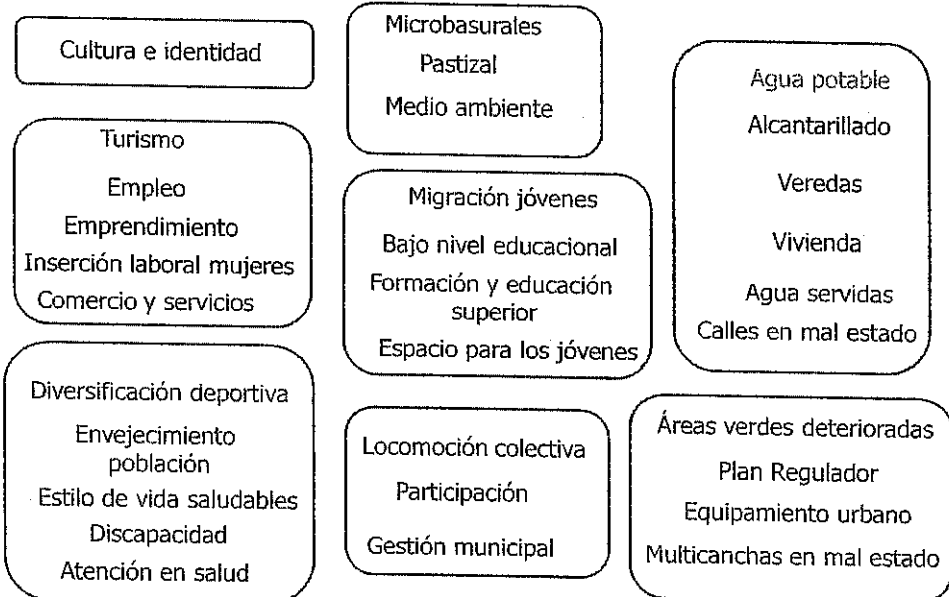 Cultura e identidad
Turismo
Empleo
Emprendimiento
Inserción laboral mujeres
Comercio y servicios
Diversificación deportiva
Envejecimiento
población
Estilo de vida saludables
Discapacidad
Atención en salud
Microbasurales
Pastizal
Medio ambiente
Migración jóvenes
Bajo nivel educacional
Formación y educación
superior
Espacio para los jóvenes
Locomoción colectiva
Participación
Gestión municipal
Agua potable
Alcantarillado
Veredas
Vivienda
Agua servidas
Calles en mal estado
Áreas verdes deterioradas
Plan Regulador
Equipamiento urbano
Multicanchas en mal estado